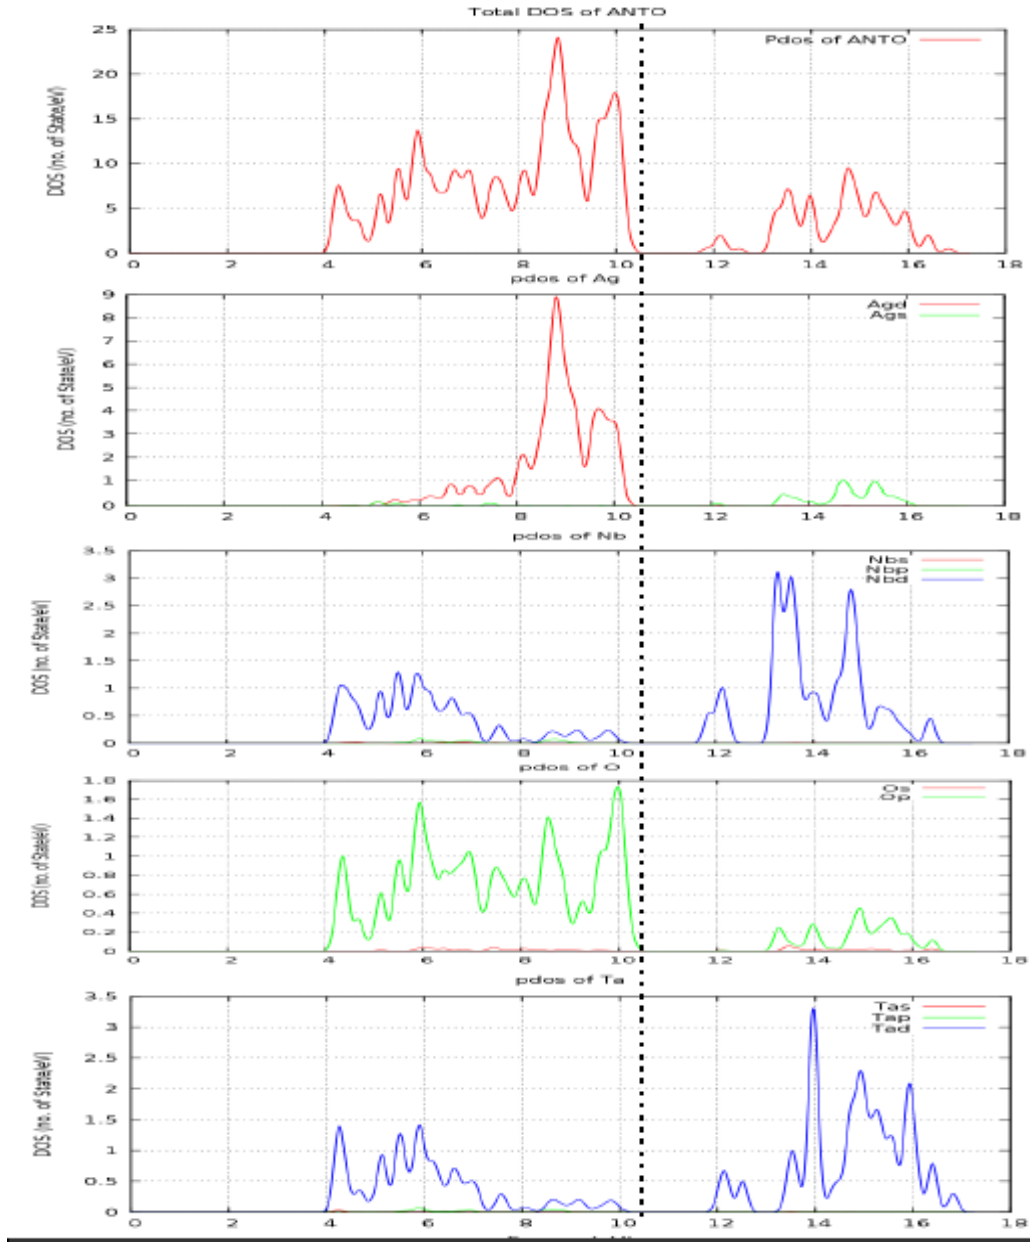 Total DOS of ANTO
Pdos of ANTO
DOS (no. of State/eV)
25
20
15
10
5
0
0 2 4 6 8 10 12 14 16 18
pdos of Ag
Agd
Ags
DOS (no. of State/eV)
9
8
7
6
5
4
3
2
1
0
0 2 4 6 8 10 12 14 16 18
pdos of Nb
Nbs
Nbp
Nbd
DOS (no. of State/eV)
3.5
3
2.5
2
1.5
1
0.5
0
0 2 4 6 8 10 12 14 16 18
pdos of O
Os
Op
DOS (no. of State/eV)
1.8
1.6
1.4
1.2
1
0.8
0.6
0.4
0.2
0
0 2 4 6 8 10 12 14 16 18
pdos of Ta
Tas
Tap
Tad
DOS (no. of State/eV)
3.5
3
2.5
2
1.5
1
0.5
0
0 2 4 6 8 10 12 14 16 18